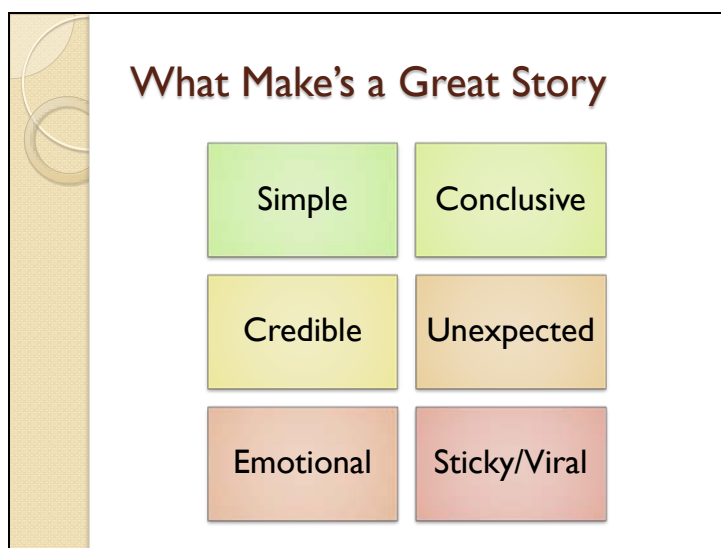 What Make's a Great Story
Simple
Conclusive
Credible
Unexpected
Emotional
Sticky/Viral